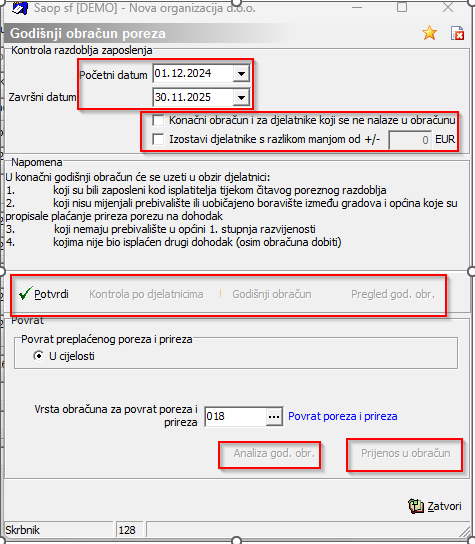 Saop sf [DEMO] - Nova organizacija d.o.o.
Godišnji obračun poreza
Kontrola razdoblja zaposlenja
Početni datum 01.12.2024
Završni datum 30.11.2025
Konačni obračun i za djelatnike koji se ne nalaze u obračunu
Izostavi djelatnike s razlikom manjom od +/- 0 EUR
Napomena
U konačni godišnji obračun će se uzeti u obzir djelatnici:
1. koji su bili zaposleni kod isplatitelja tijekom čitavog poreznog razdoblja
2. koji nisu mijenjali prebivalište ili uobičajeno boravište između gradova i općina koje su
propisale plaćanje prireza porezu na dohodak
3. koji nemaju prebivalište u općini 1. stupnja razvijenosti
4. kojima nije bio isplaćen drugi dohodak (osim obračuna dobiti)
Potvrdi Kontrola po djelatnicima Godišnji obračun Pregled god. obr.
Povrat
Povrat preplaćenog poreza i prireza
U cijelosti
Vrsta obračuna za povrat poreza i
prireza 018 ... Povrat poreza i prireza
Analiza god. obr. Prijenos u obračun
Zatvori
Skrbnik 128